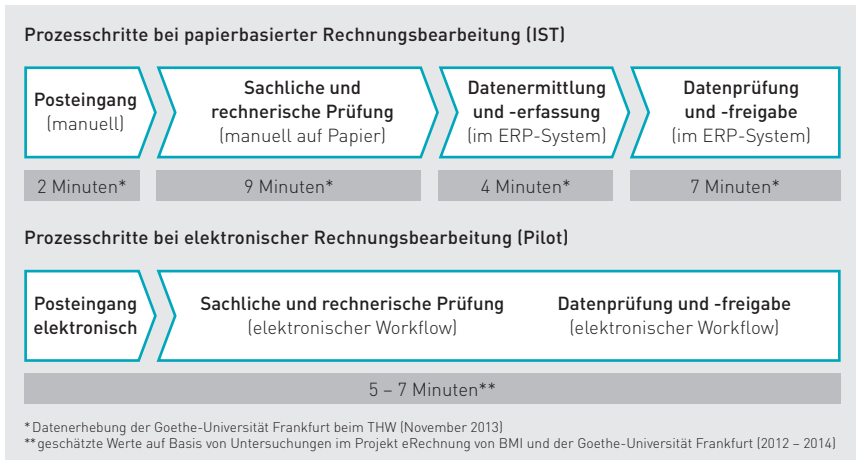 Prozesschritte bei papierbasierter Rechnungsbearbeitung (IST)
Posteingang
(manuell)
Sachliche und
rechnerische Prüfung
(manuell auf Papier)
Datenermittlung
und -erfassung
(im ERP-System)
Datenprüfung
und -freigabe
(im ERP-System)
2 Minuten*
9 Minuten*
4 Minuten*
7 Minuten*
Prozesschritte bei elektronischer Rechnungsbearbeitung (Pilot)
Posteingang
elektronisch
Sachliche und rechnerische Prüfung
(elektronischer Workflow)
Datenprüfung und -freigabe
(elektronischer Workflow)
5 – 7 Minuten**
* Datenerhebung der Goethe-Universität Frankfurt beim THW (November 2013)
** geschätzte Werte auf Basis von Untersuchungen im Projekt eRechnung von BMI und der Goethe-Universität Frankfurt (2012 – 2014)